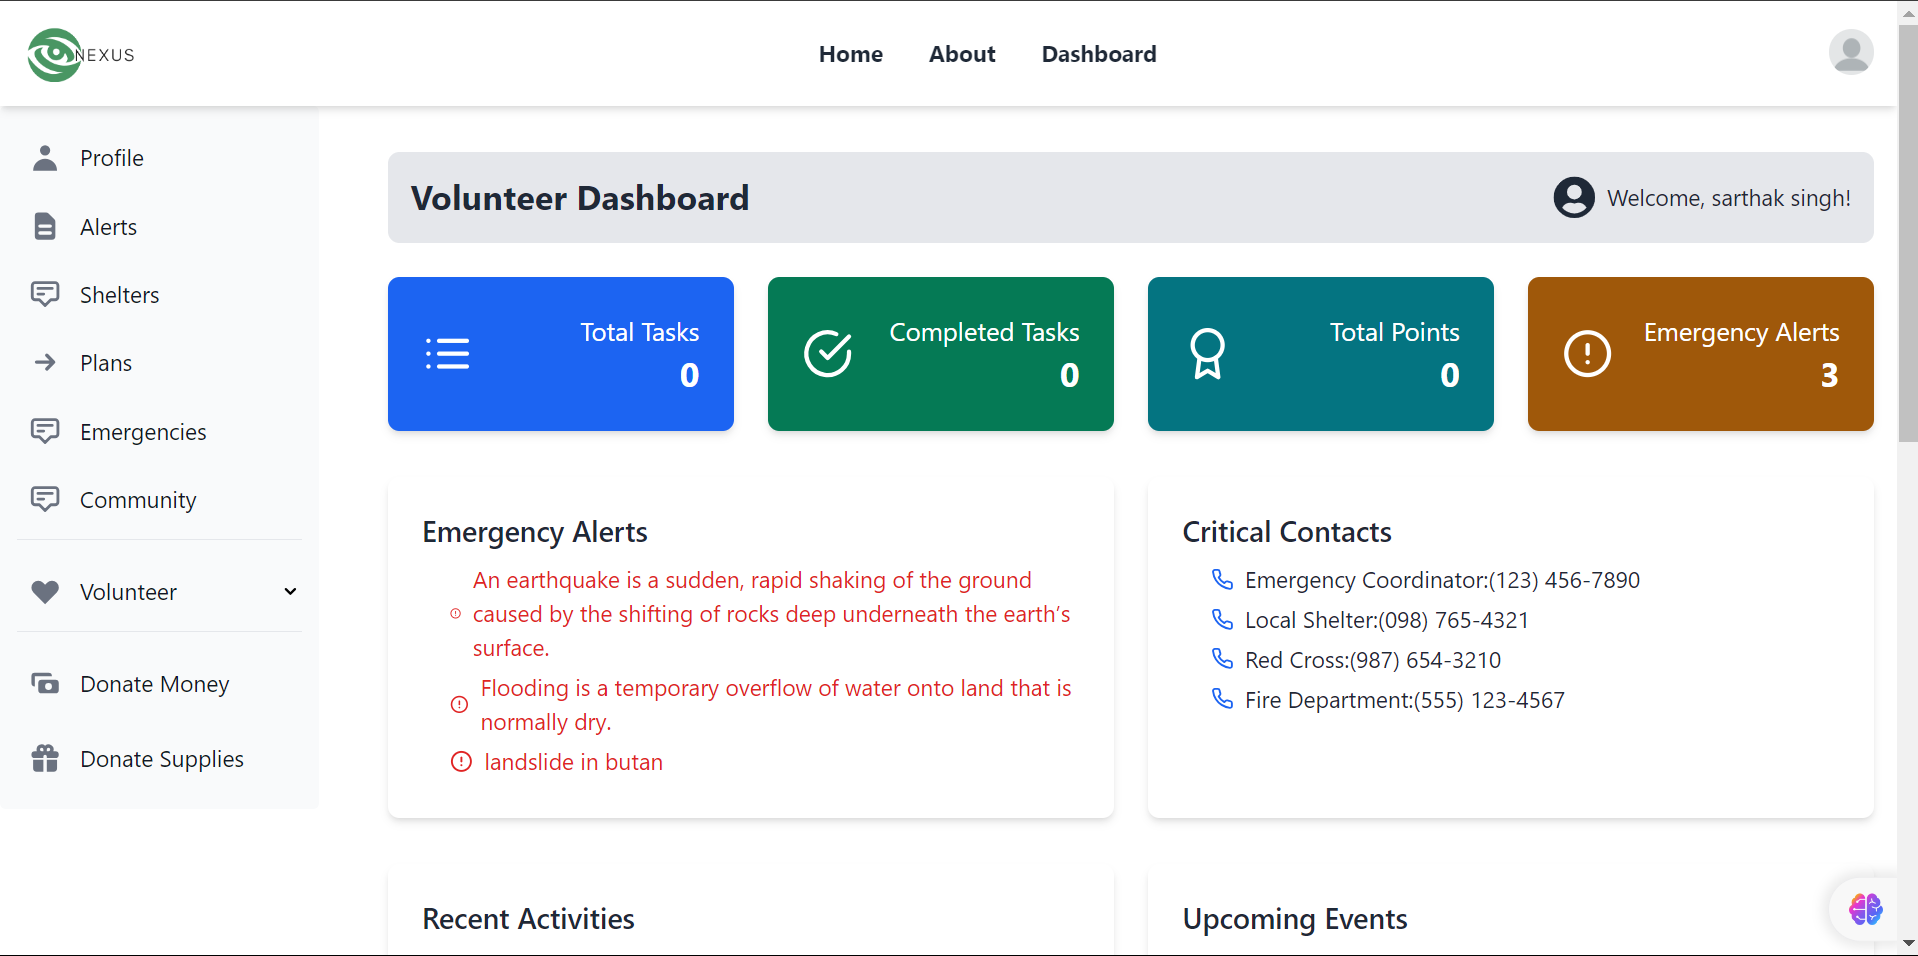 NEXUS
Home
About
Dashboard
Profile
Alerts
Shelters
Plans
Emergencies
Community
Volunteer
Donate Money
Donate Supplies
Volunteer Dashboard
Welcome, sarthak singh!
Total Tasks
0
Completed Tasks
0
Total Points
0
Emergency Alerts
3
Emergency Alerts
An earthquake is a sudden, rapid shaking of the ground
caused by the shifting of rocks deep underneath the earth’s
surface.
Flooding is a temporary overflow of water onto land that is
normally dry.
landslide in butan
Critical Contacts
Emergency Coordinator:(123) 456-7890
Local Shelter:(098) 765-4321
Red Cross:(987) 654-3210
Fire Department:(555) 123-4567
Recent Activities
Upcoming Events